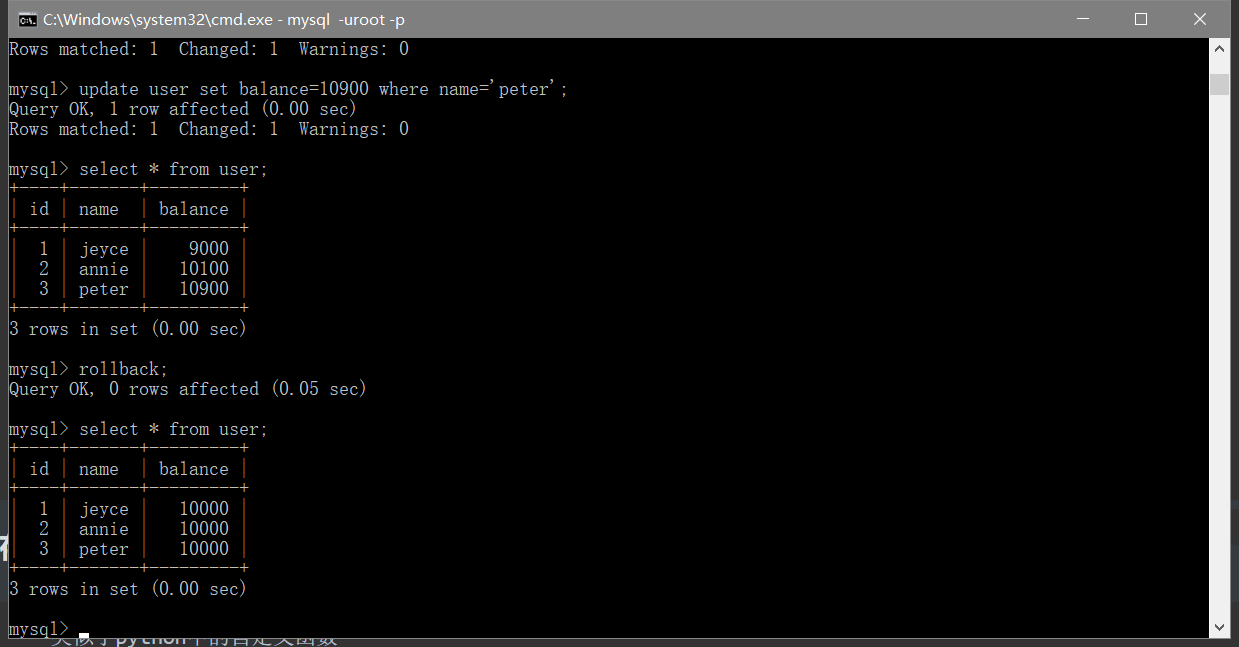 C:\Windows\system32\cmd.exe - mysql -uroot -p
Rows matched: 1  Changed: 1  Warnings: 0
mysql> update user set balance=10900 where name='peter';
Query OK, 1 row affected (0.00 sec)
Rows matched: 1  Changed: 1  Warnings: 0
mysql> select * from user;
+----+-------+---------+
| id | name  | balance |
+----+-------+---------+
|  1 | jeyce |    9000 |
|  2 | annie |   10100 |
|  3 | peter |   10900 |
+----+-------+---------+
3 rows in set (0.00 sec)
mysql> rollback;
Query OK, 0 rows affected (0.05 sec)
mysql> select * from user;
+----+-------+---------+
| id | name  | balance |
+----+-------+---------+
|  1 | jeyce |   10000 |
|  2 | annie |   10000 |
|  3 | peter |   10000 |
+----+-------+---------+
3 rows in set (0.00 sec)
mysql>